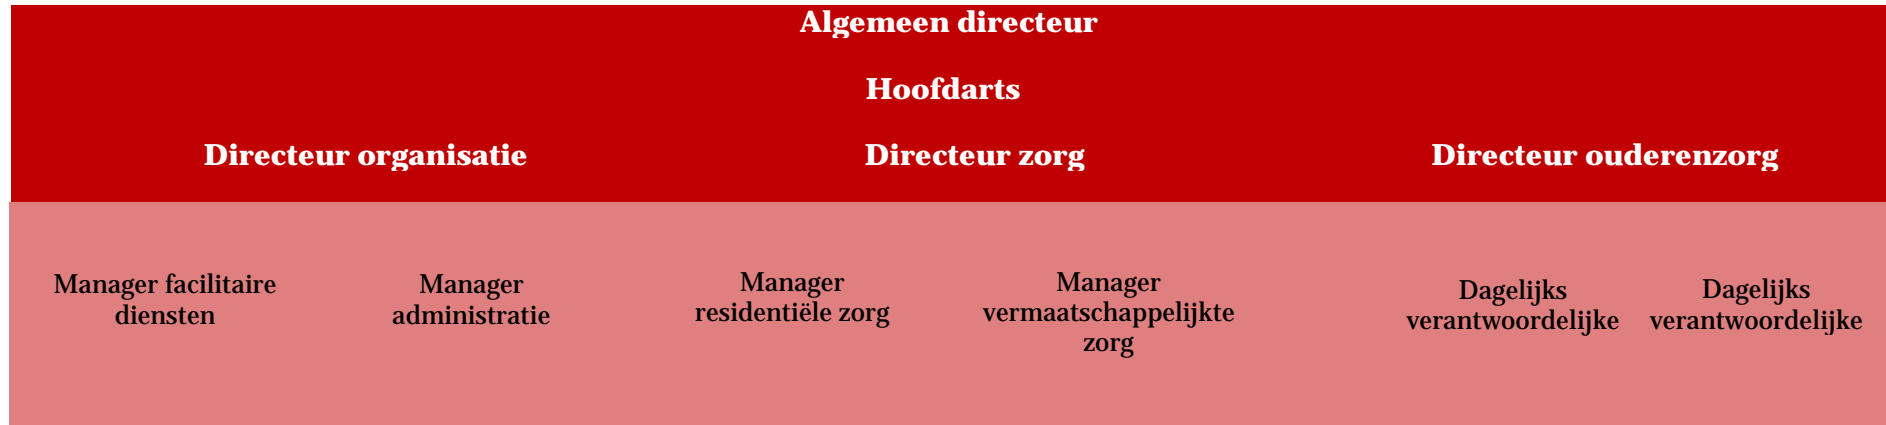 Algemeen directeur
Hoofdarts
Directeur organisatie
Directeur zorg
Directeur ouderenzorg
Manager facilitaire
diensten
Manager
administratie
Manager
residentiële zorg
Manager
vermaatschappelijkte
zorg
Dagelijks
verantwoordelijke
Dagelijks
verantwoordelijke